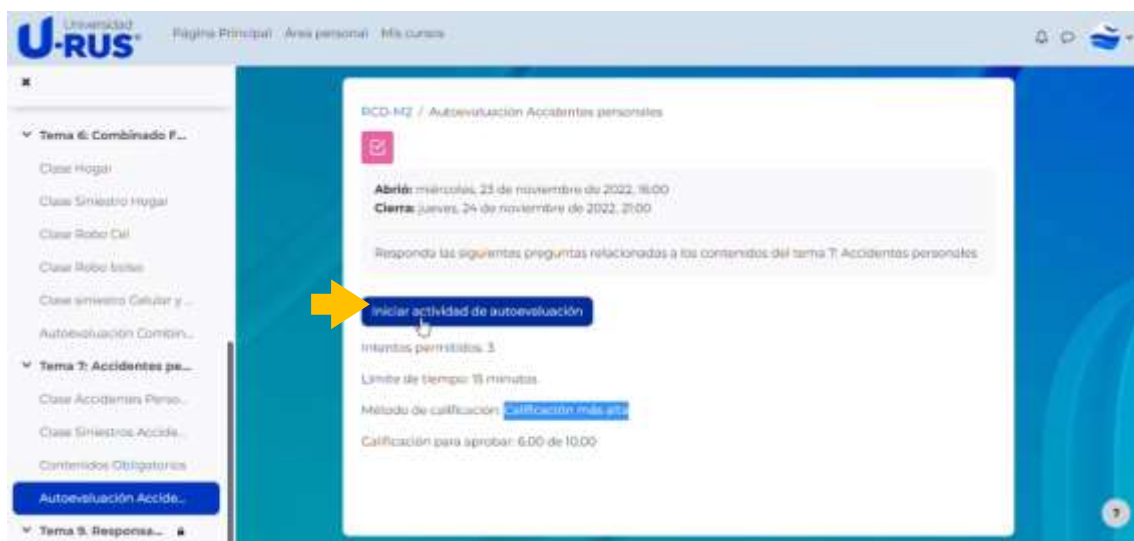 Universidad
U-RUS
Página Principal Área personal Mis cursos
Tema 6: Combinado F...
Clase Hogar
Clase Siniestro Hogar
Clase Robo Cel
Clase Robo bolso
Clase siniestro Celular y ...
Autoevaluación Combin...
Tema 7: Accidentes pe...
Clase Accidentes Perso...
Clase Siniestros Accide...
Contenidos Obligatorios
Autoevaluación Accide...
Tema 9. Responsa...
RCD-M2 / Autoevaluación Accidentes personales
Abrió: miércoles, 23 de noviembre de 2022, 16:00
Cierra: jueves, 24 de noviembre de 2022, 21:00
Responda las siguientes preguntas relacionadas a los contenidos del tema 7: Accidentes personales
Iniciar actividad de autoevaluación
Intentos permitidos: 3
Límite de tiempo: 15 minutos
Método de calificación: Calificación más alta
Calificación para aprobar: 6,00 de 10,00
?